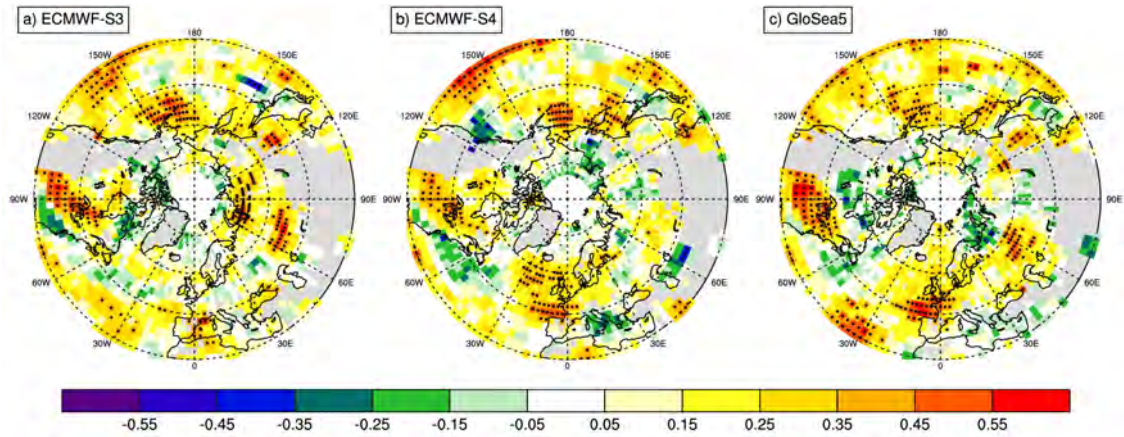 a) ECMWF-S3
b) ECMWF-S4
c) GloSea5
180
150W
150E
120W
120E
90W
90E
60W
60E
30W
30E
0
180
150W
150E
120W
120E
90W
90E
60W
60E
30W
30E
0
180
150W
150E
120W
120E
90W
90E
60W
60E
30W
30E
0
-0.55 -0.45 -0.35 -0.25 -0.15 -0.05 0.05 0.15 0.25 0.35 0.45 0.55